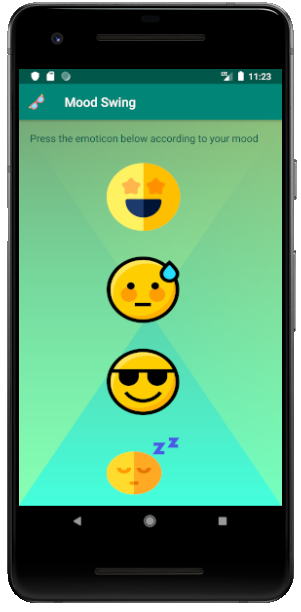 11:23
Mood Swing
Press the emoticon below according to your mood
z z